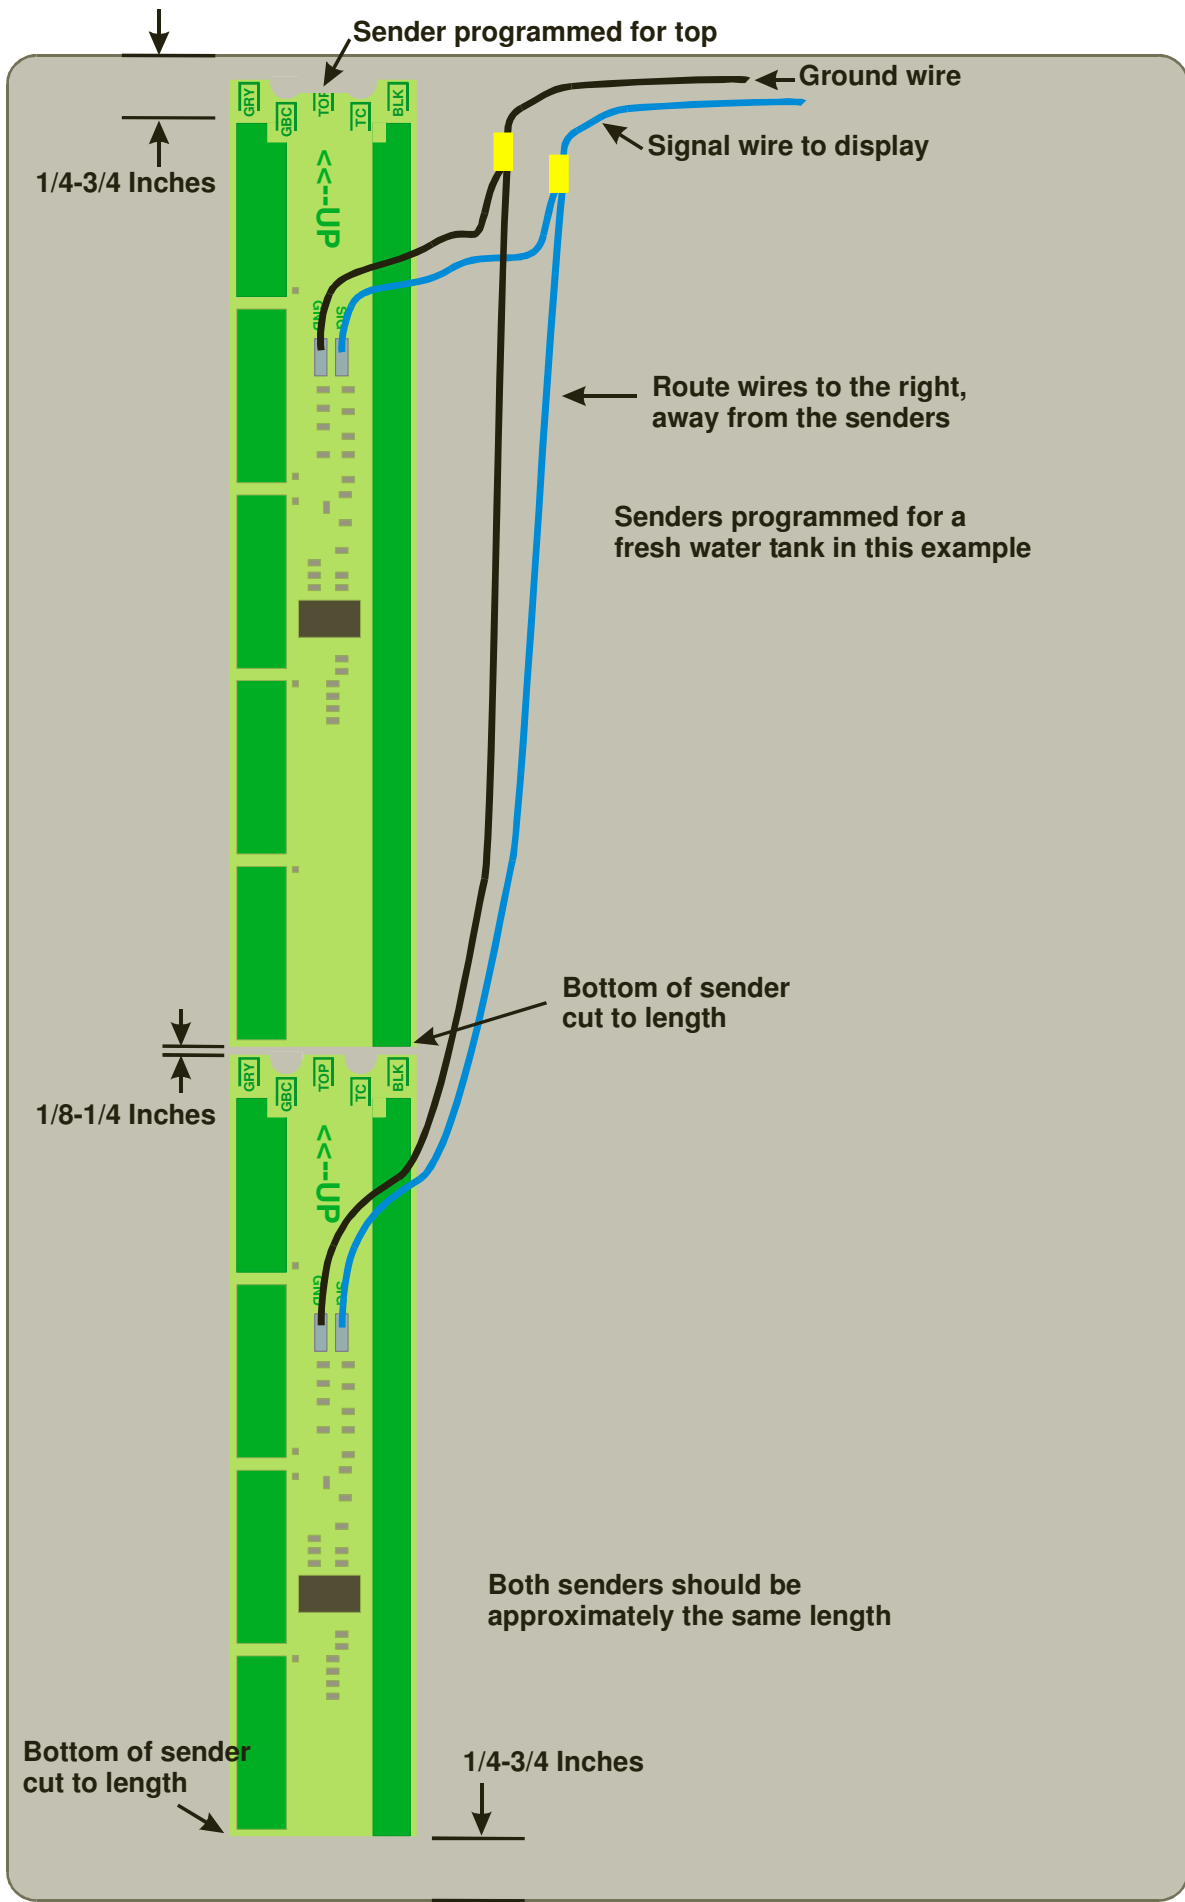 Sender programmed for top
Ground wire
Signal wire to display
1/4-3/4 Inches
GRY
GBC
TOP
TC
BLK
<<--UP
GND
SIG
Route wires to the right,
away from the senders
Senders programmed for a
fresh water tank in this example
Bottom of sender
cut to length
1/8-1/4 Inches
GRY
GBC
TOP
TC
BLK
<<--UP
GND
SIG
Both senders should be
approximately the same length
Bottom of sender
cut to length
1/4-3/4 Inches